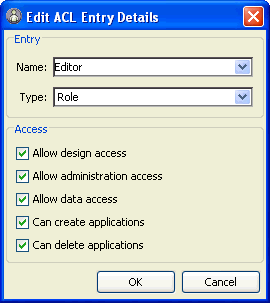 Edit ACL Entry Details
Entry
Name: Editor
Type: Role
Access
Allow design access
Allow administration access
Allow data access
Can create applications
Can delete applications
OK Cancel